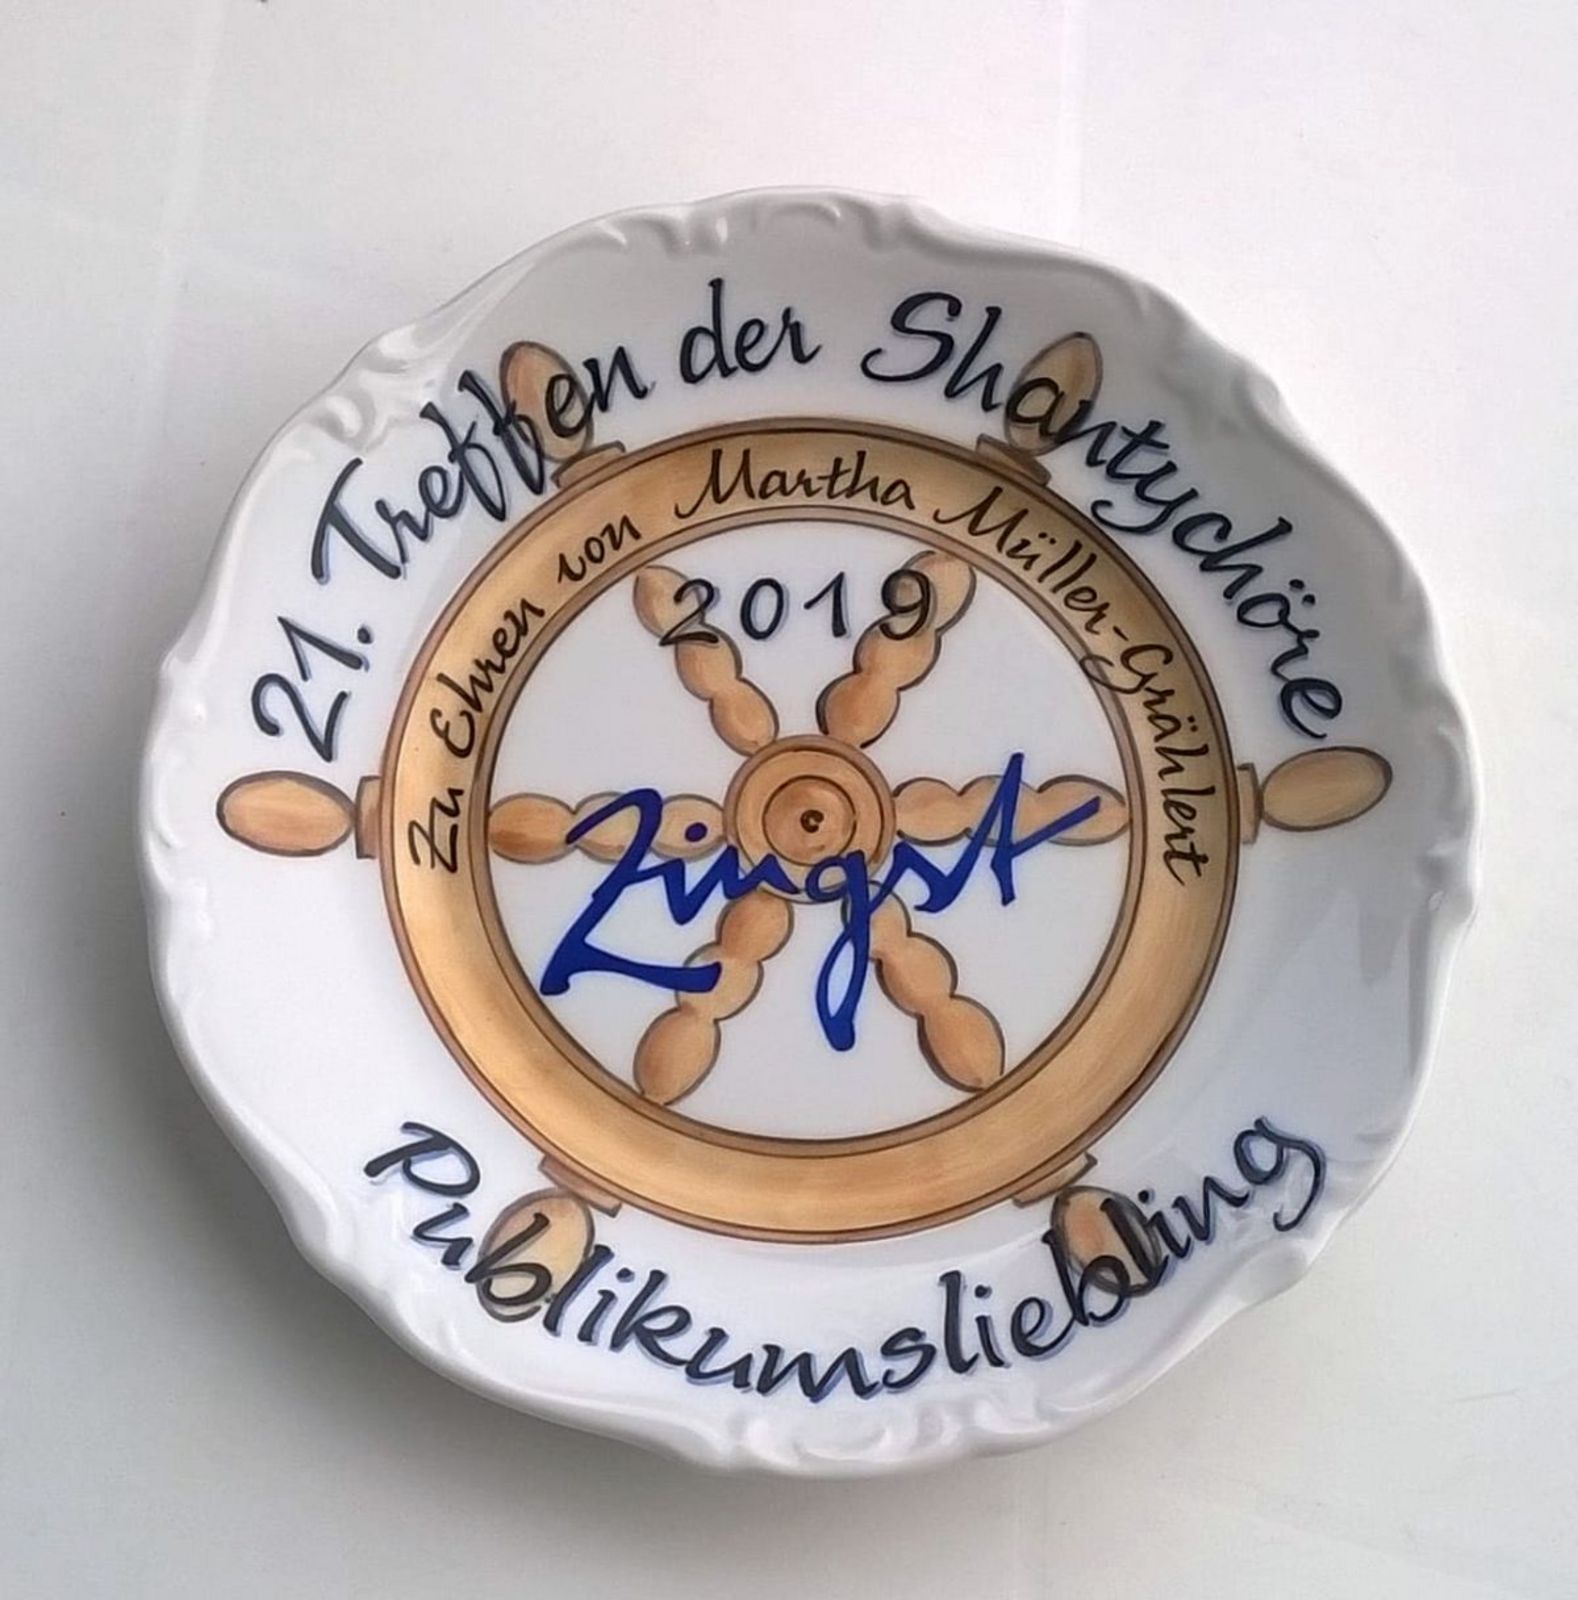 21. Treffen der Shantychöre
Zu Ehren von Martha Müller-Grählert
2019
Zingst
Publikumsliebling